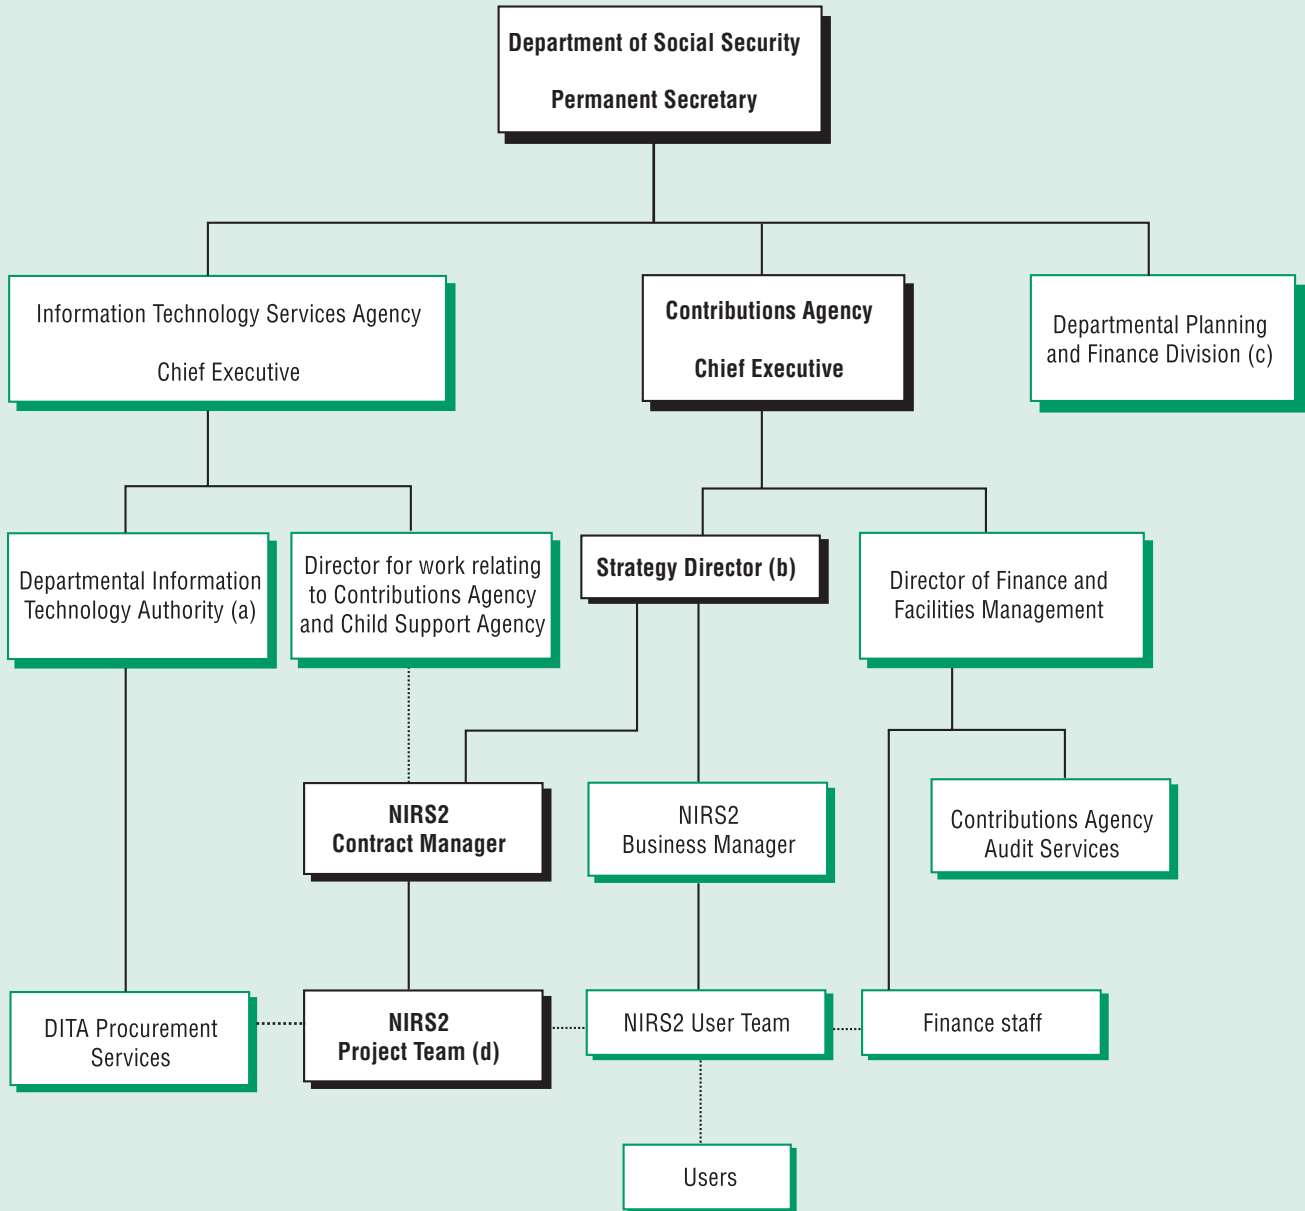 Department of Social Security
Permanent Secretary
Information Technology Services Agency
Chief Executive
Contributions Agency
Chief Executive
Departmental Planning
and Finance Division (c)
Departmental Information
Technology Authority (a)
Director for work relating
to Contributions Agency
and Child Support Agency
Strategy Director (b)
Director of Finance and
Facilities Management
NIRS2
Contract Manager
NIRS2
Business Manager
Contributions Agency
Audit Services
DITA Procurement
Services
NIRS2
Project Team (d)
NIRS2 User Team
Finance staff
Users